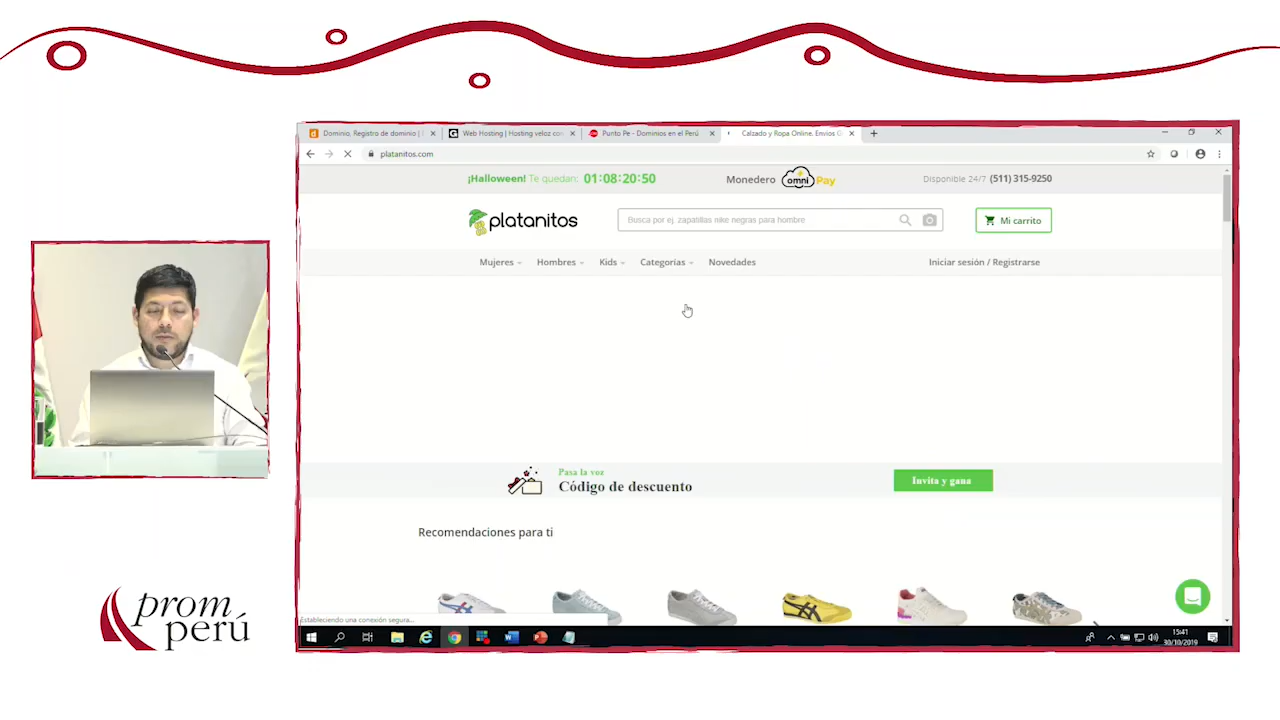 Dominio. Registro de dominio |
Web Hosting | Hosting veloz con
Punto Pe - Dominios en el Perú
Calzado y Ropa Online. Envios
platanitos.com
¡Halloween! Te quedan: 01:08:20:50
Monedero omni Pay
Disponible 24/7 (511) 315-9250
platanitos
Busca por ej. zapatillas nike negras para hombre
Mi carrito
Mujeres
Hombres
Kids
Categorías
Novedades
Iniciar sesión / Registrarse
Pasa la voz
Código de descuento
Invita y gana
Recomendaciones para ti
Estableciendo una conexión segura...
15:41
30/10/2019
prom
perú